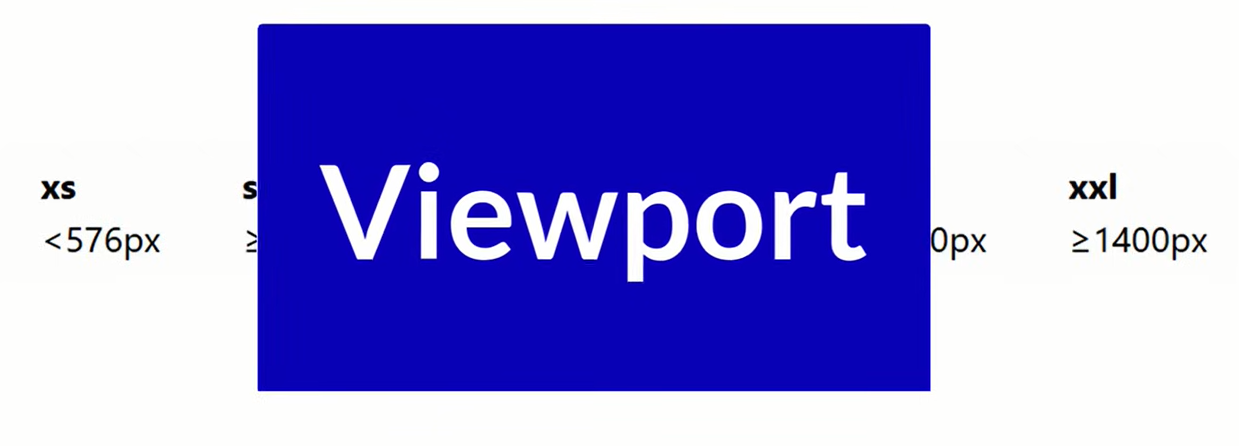 xs
<576px
s
≥
Viewport
0px
xxl
≥1400px